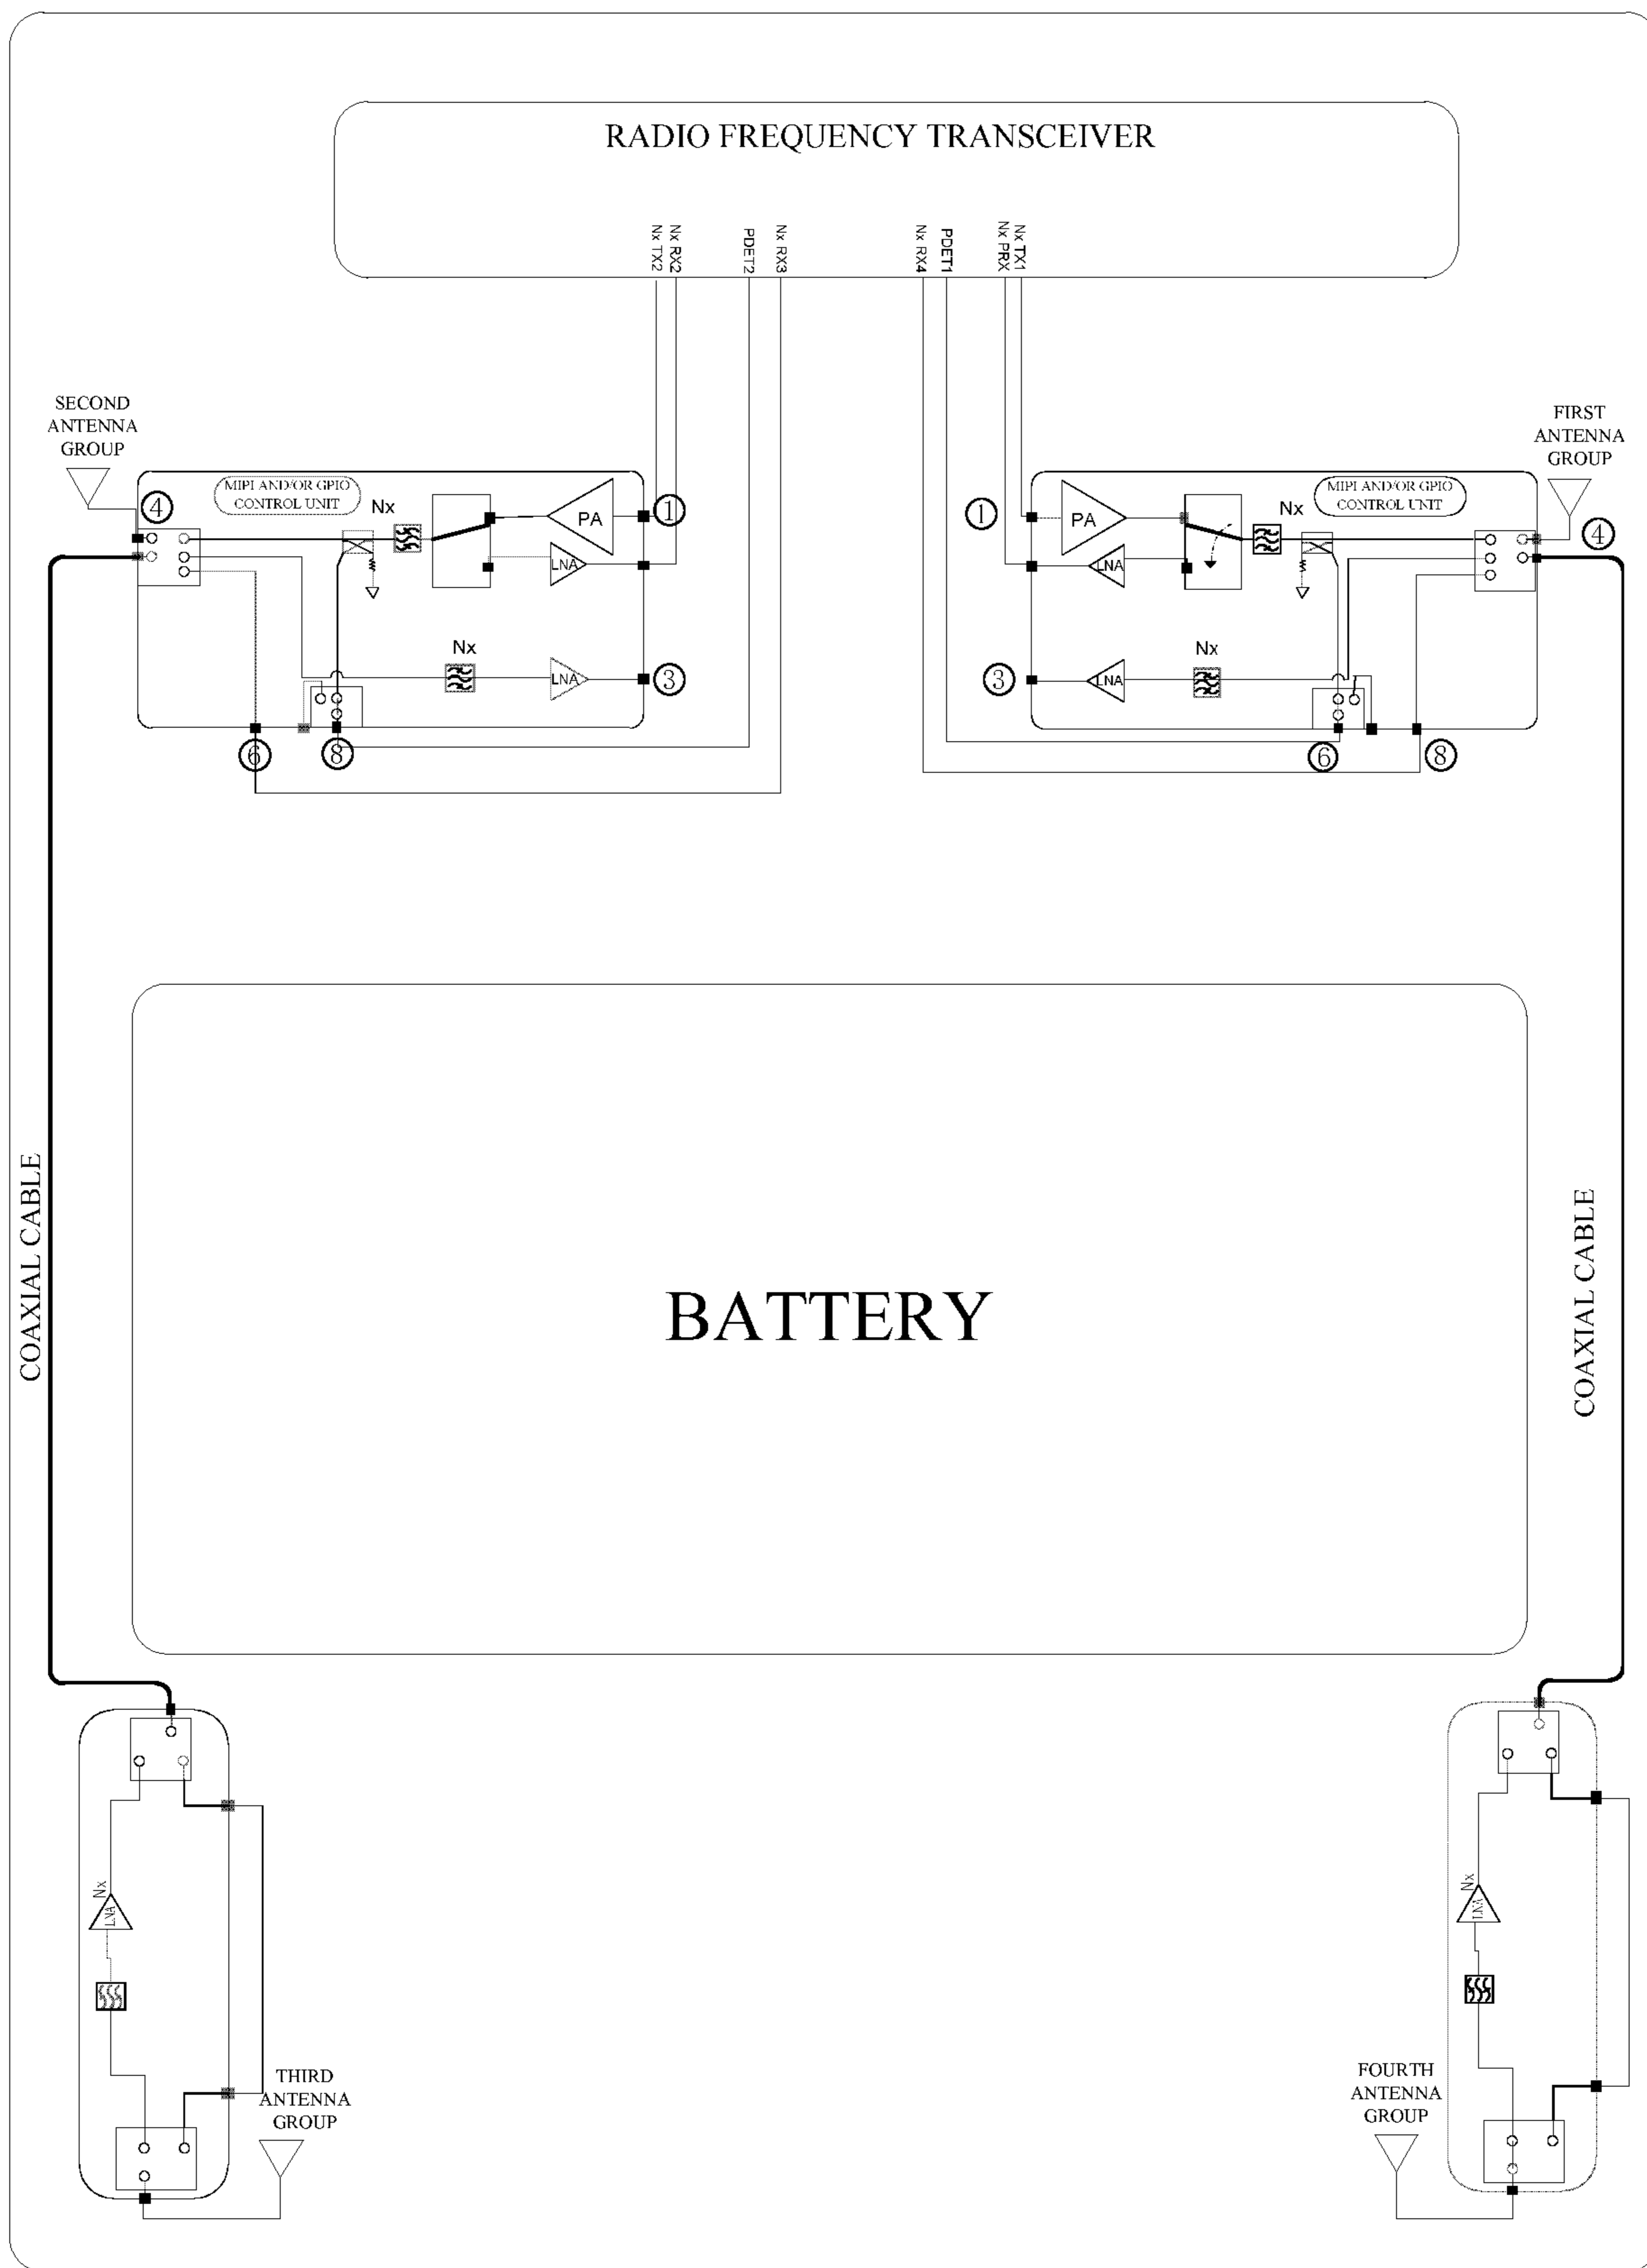 RADIO FREQUENCY TRANSCEIVER
Nx TX2
Nx RX2
PDET2
Nx RX3
Nx RX4
PDET1
Nx PRX
Nx TX1
SECOND
ANTENNA
GROUP
FIRST
ANTENNA
GROUP
④
MIPI AND/OR GPIO
CONTROL UNIT
Nx
PA
①
LNA
Nx
LNA
③
⑥
⑧
①
PA
Nx
MIPI AND/OR GPIO
CONTROL UNIT
④
LNA
③
LNA
Nx
⑥
⑧
COAXIAL CABLE
BATTERY
COAXIAL CABLE
Nx
LNA
THIRD
ANTENNA
GROUP
Nx
LNA
FOURTH
ANTENNA
GROUP